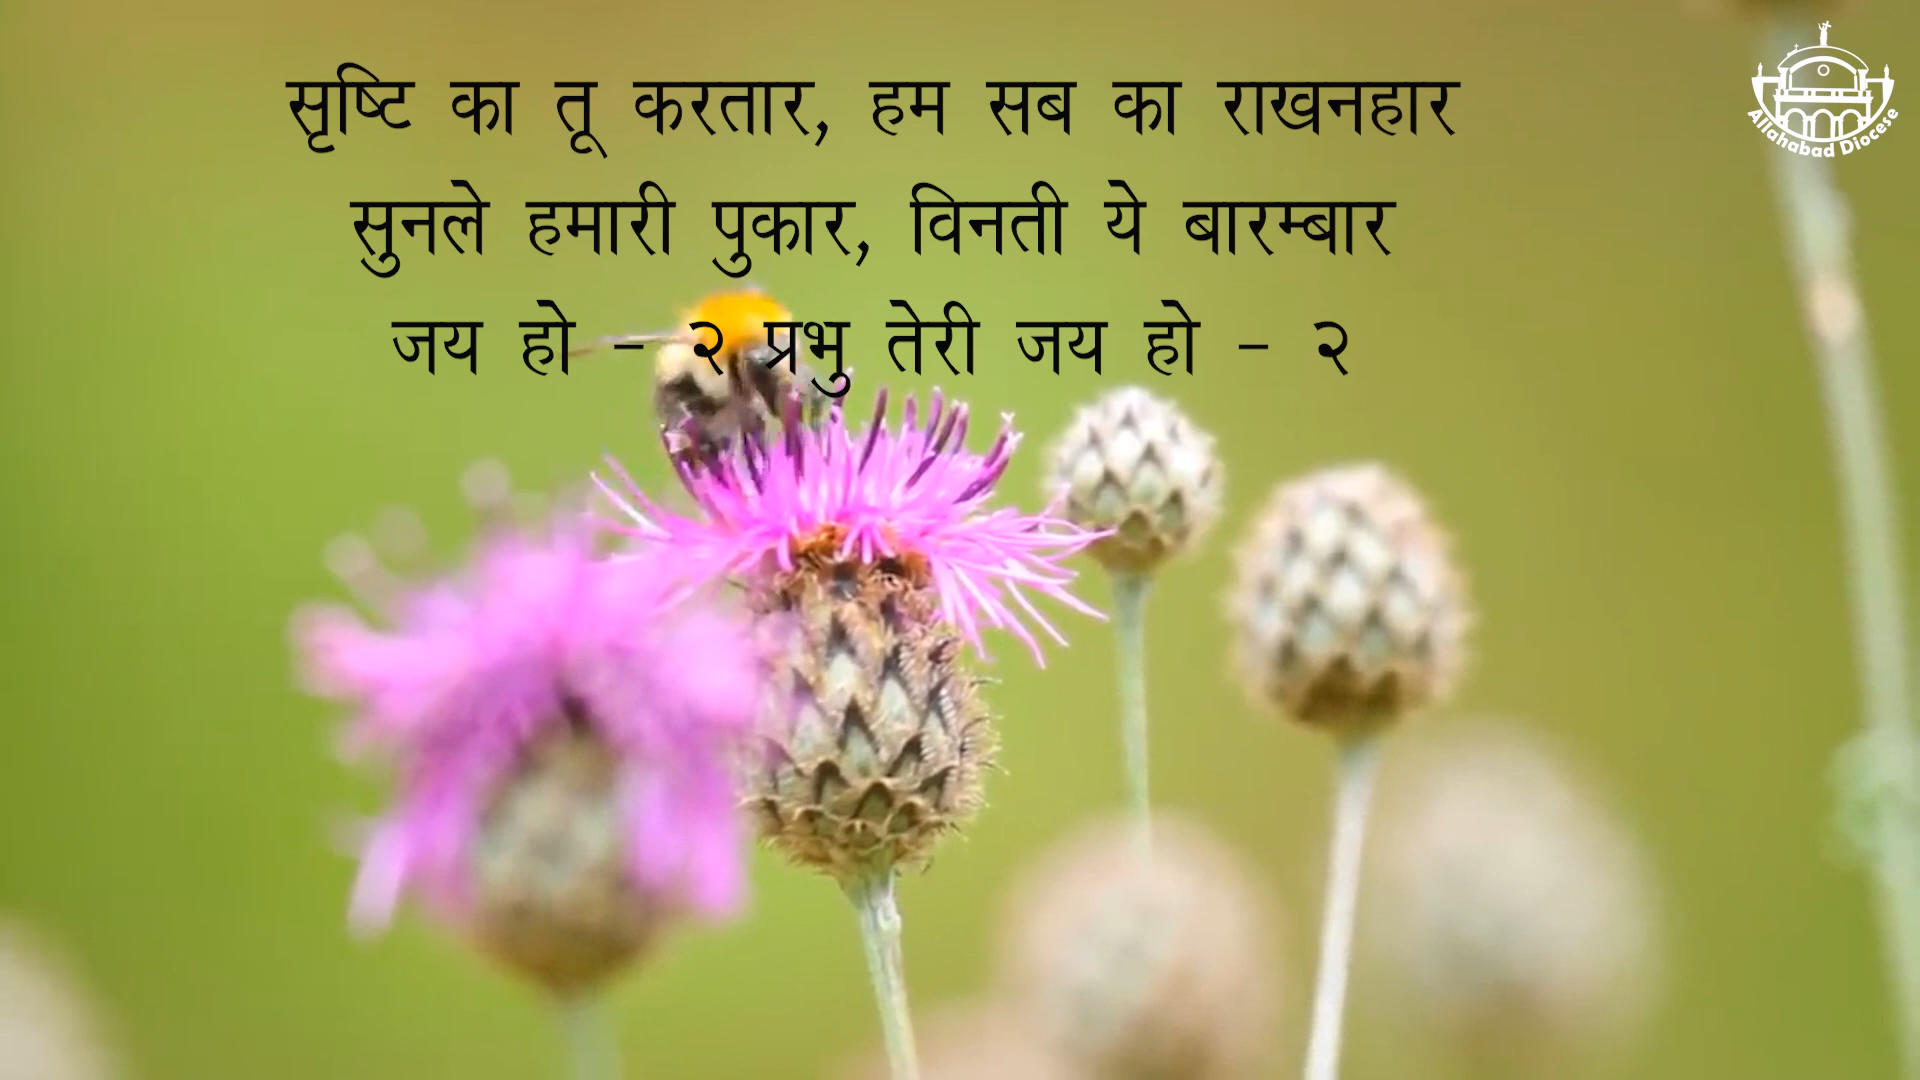 सृष्टि का तू करतार, हम सब का राखनहार
सुनले हमारी पुकार, विनती ये बारम्बार
जय हो - २ प्रभु तेरी जय हो - २
Allahabad Diocese